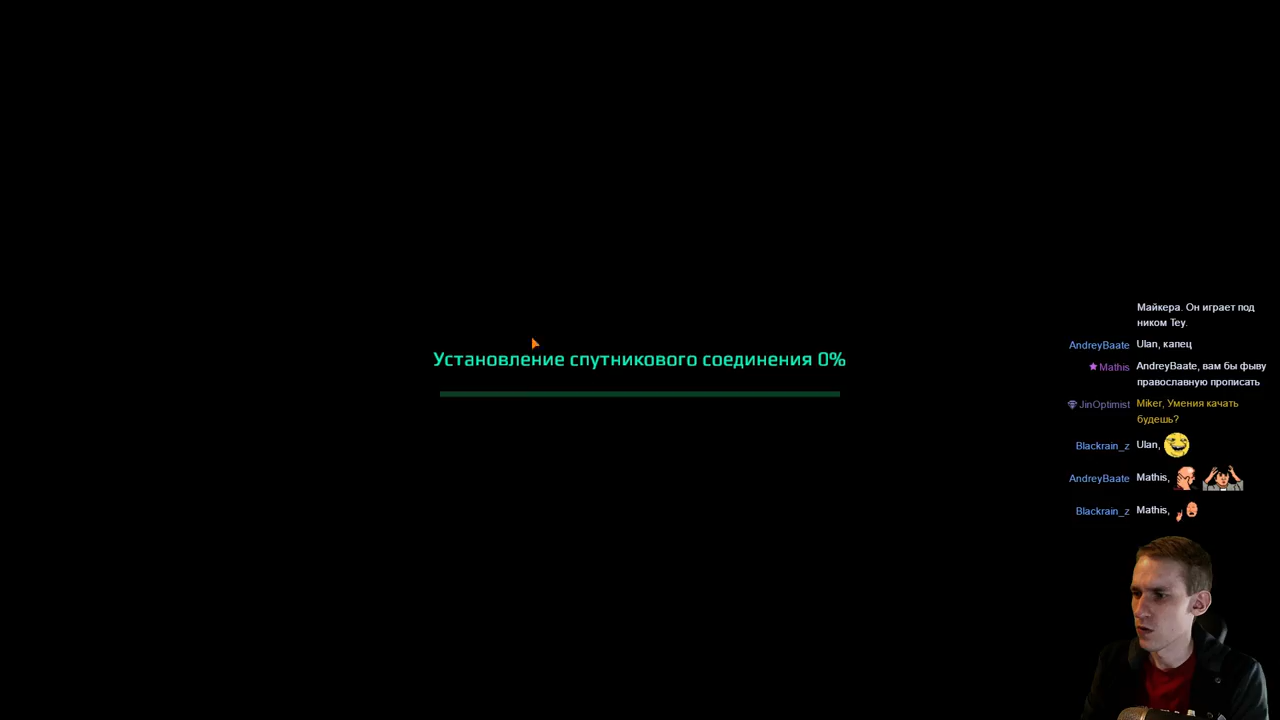 Установление спутникового соединения 0%
Майкера. Он играет под
ником Tey.
AndreyBaate Ulan, капец
Mathis AndreyBaate, вам бы фыву
православную прописать
JinOptimist Miker, Умения качать
будешь?
Blackrain_z Ulan,
AndreyBaate Mathis,
Blackrain_z Mathis,